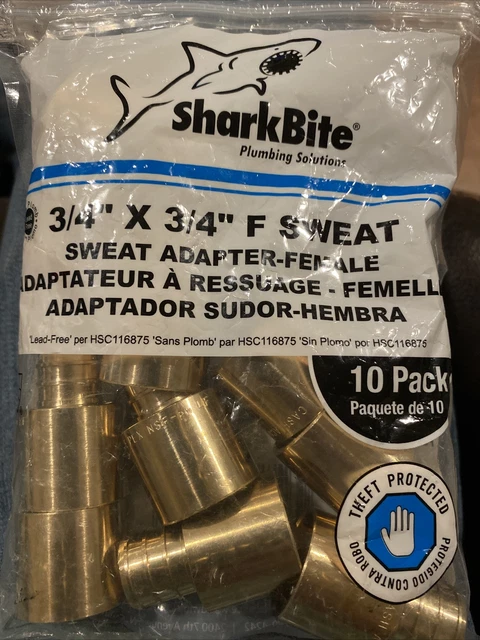 SharkBite®
Plumbing Solutions
3/4" X 3/4" F SWEAT
SWEAT ADAPTER-FEMALE
ADAPTATEUR À RESSUAGE - FEMELL
ADAPTADOR SUDOR-HEMBRA
'Lead-Free' per HSC116875 'Sans Plomb' par HSC116875 'Sin Plomo' por HSC116875
10 Pack
Paquete de 10
THEFT PROTECTED
PROTEGIDO CONTRA ROBO